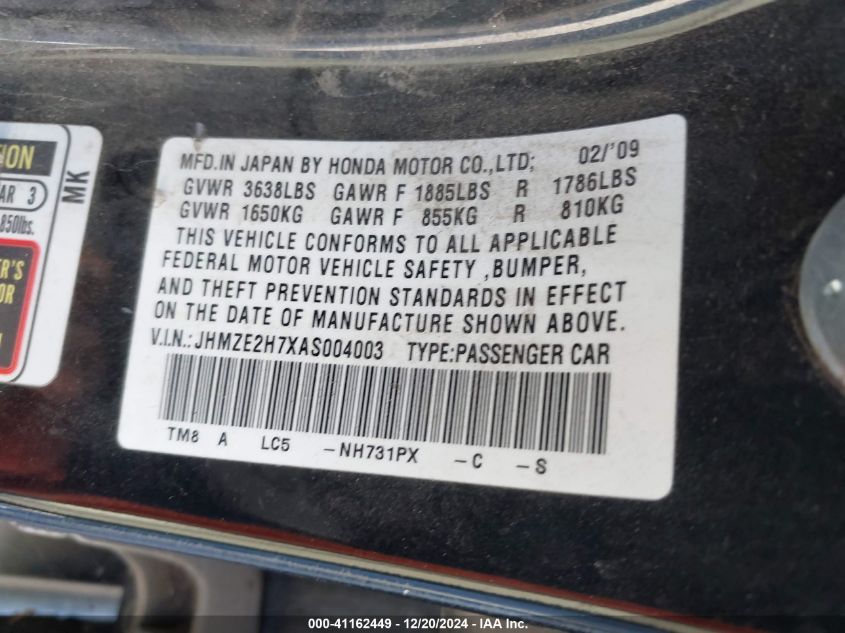 MFD.IN JAPAN BY HONDA MOTOR CO.,LTD; 02/'09
GVWR 3638LBS GAWR F 1885LBS R 1786LBS
GVWR 1650KG GAWR F 855KG R 810KG
THIS VEHICLE CONFORMS TO ALL APPLICABLE
FEDERAL MOTOR VEHICLE SAFETY ,BUMPER,
AND THEFT PREVENTION STANDARDS IN EFFECT
ON THE DATE OF MANUFACTURE SHOWN ABOVE.
V.I.N.: JHMZE2H7XAS004003 TYPE:PASSENGER CAR
TM8 A LC5 -NH731PX -C -S
MK
3
850lbs.
000-41162449 - 12/20/2024 - IAA Inc.